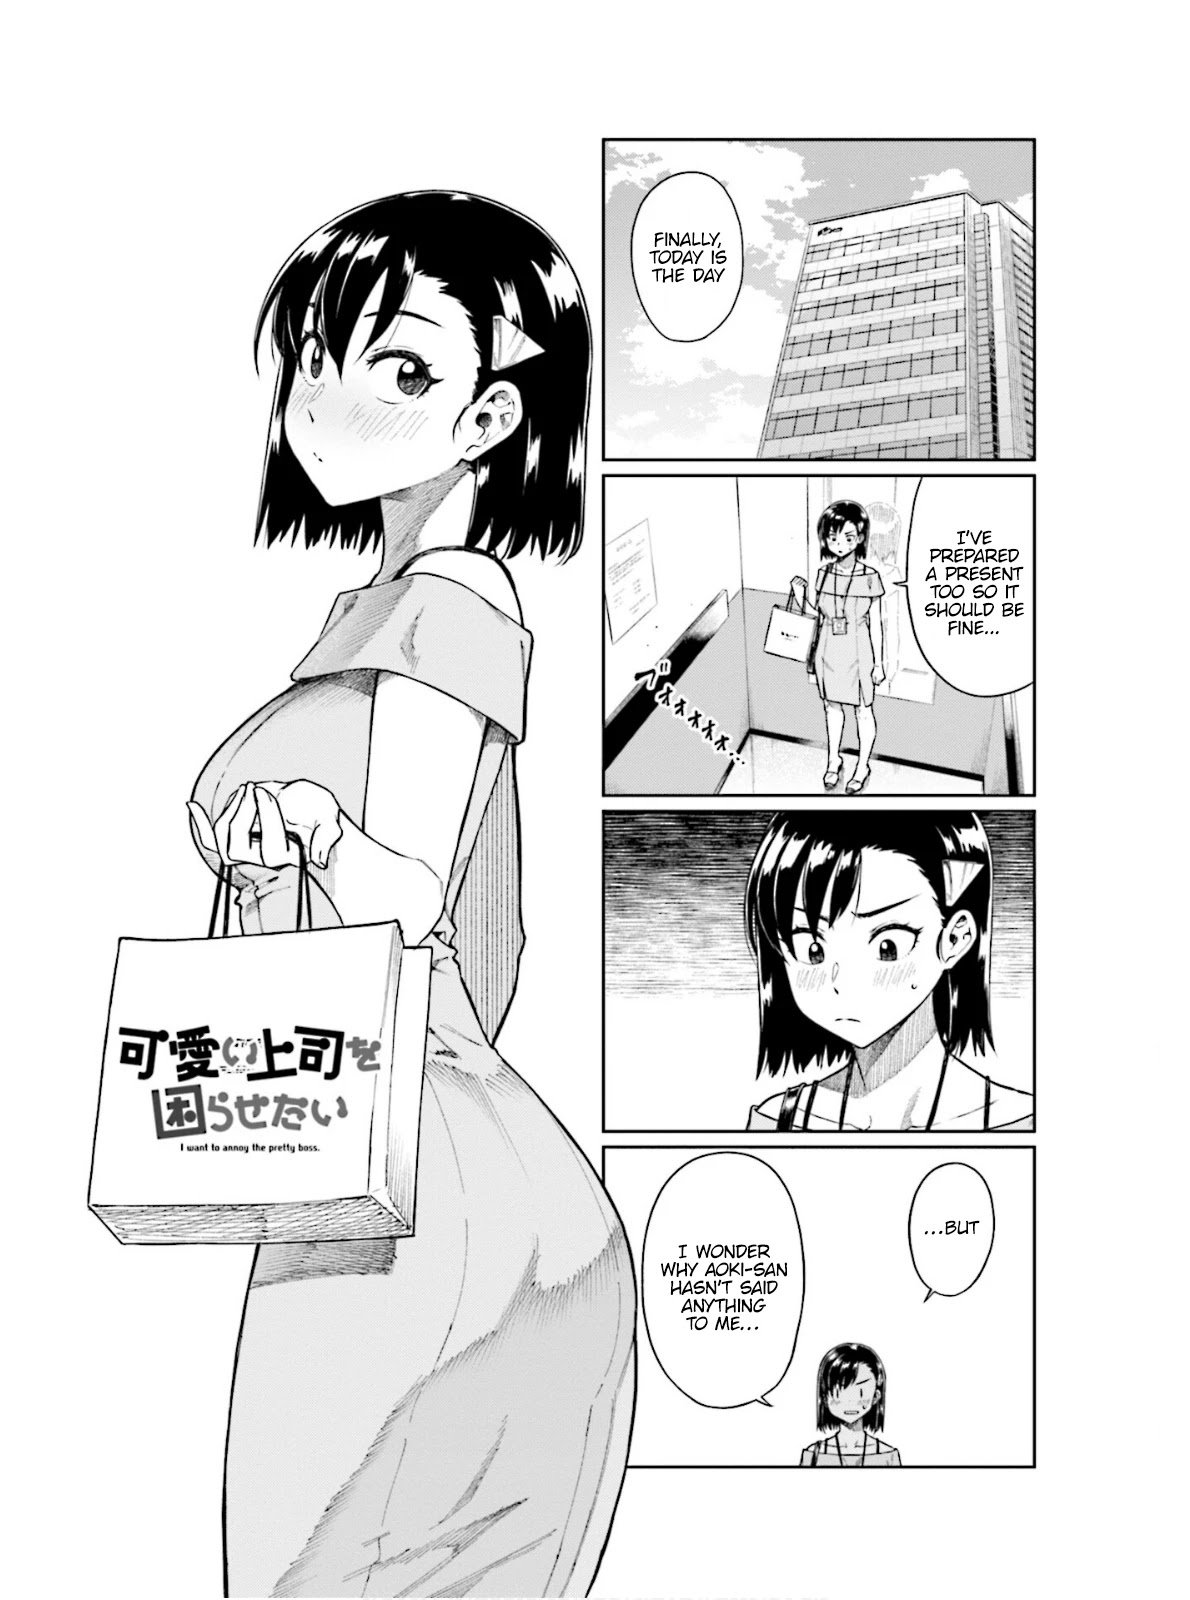 FINALLY,
TODAY IS
THE DAY
I'VE
PREPARED
A PRESENT
TOO SO IT
SHOULD BE
FINE...
ブ
...BUT
I WONDER
WHY AOKI-SAN
HASN'T SAID
ANYTHING
TO ME...
可愛い上司を
困らせたい
I want to annoy the pretty boss.